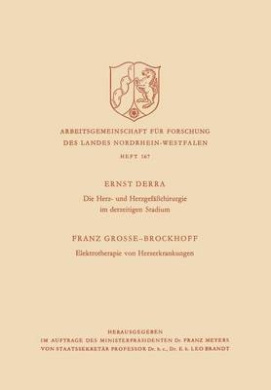 ARBEITSGEMEINSCHAFT FÜR FORSCHUNG
DES LANDES NORDRHEIN-WESTFALEN
HEFT 167
ERNST DERRA
Die Herz- und Herzgefäßchirurgie
im derzeitigen Stadium
FRANZ GROSSE-BROCKHOFF
Elektrotherapie von Herzerkrankungen
HERAUSGEGEBEN
IM AUFTRAGE DES MINISTERPRÄSIDENTEN Dr. FRANZ MEYERS
VON STAATSSEKRETÄR PROFESSOR Dr. h. c., Dr. E. h. LEO BRANDT